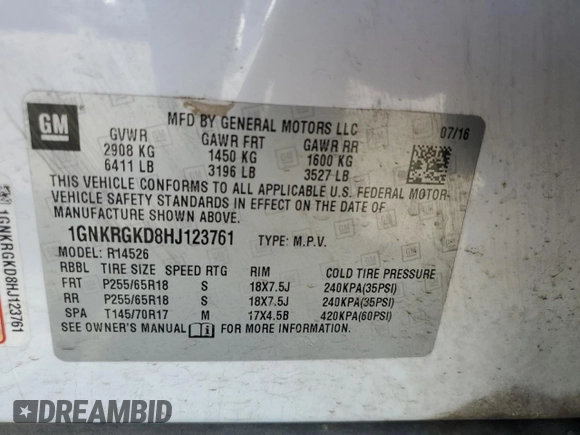 GM
MFD BY GENERAL MOTORS LLC 07/16
GVWR GAWR FRT GAWR RR
2908 KG 1450 KG 1600 KG
6411 LB 3196 LB 3527 LB
THIS VEHICLE CONFORMS TO ALL APPLICABLE U.S. FEDERAL MOTOR-
VEHICLE SAFETY STANDARDS IN EFFECT ON THE DATE OF
MANUFACTURE SHOWN ABOVE.
1GNKRGKD8HJ123761 TYPE: M.P.V.
MODEL: R14526
RBBL TIRE SIZE SPEED RTG RIM COLD TIRE PRESSURE
FRT P255/65R18 S 18X7.5J 240KPA(35PSI)
RR P255/65R18 S 18X7.5J 240KPA(35PSI)
SPA T145/70R17 M 17X4.5B 420KPA(60PSI)
SEE OWNER'S MANUAL FOR MORE INFORMATION
1GNKRGKD8HJ123761
DREAMBID